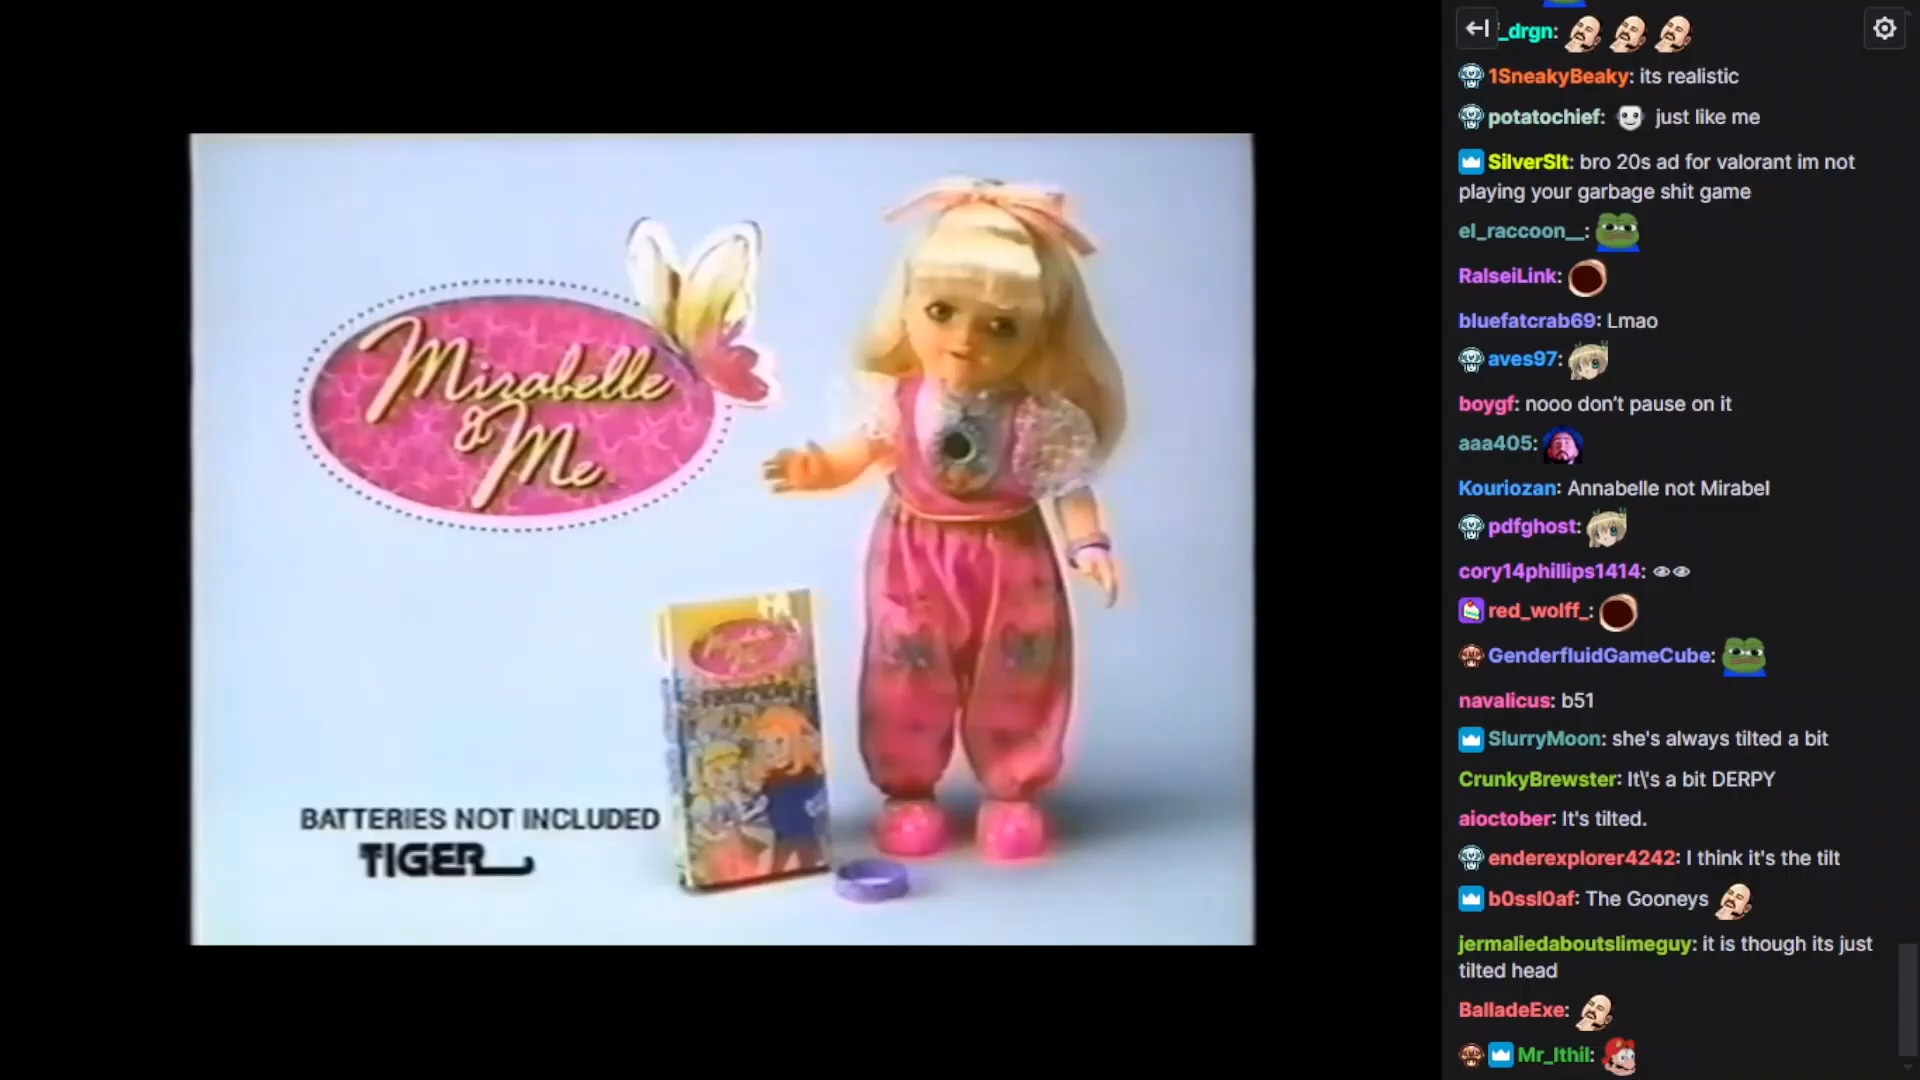 Mirabelle
& Me
BATTERIES NOT INCLUDED
TIGER
_drgn:
1SneakyBeaky: its realistic
potatochief: just like me
SilverSlt: bro 20s ad for valorant im not
playing your garbage shit game
el_raccoon__:
RalseiLink:
bluefatcrab69: Lmao
aves97:
boygf: nooo don’t pause on it
aaa405:
Kouriozan: Annabelle not Mirabel
pdfghost:
cory14phillips1414:
red_wolff_:
GenderfluidGameCube:
navalicus: b51
SlurryMoon: she's always tilted a bit
CrunkyBrewster: It\'s a bit DERPY
aioctober: It's tilted.
enderexplorer4242: I think it's the tilt
b0ssl0af: The Gooneys
jermaliedaboutslimeguy: it is though its just
tilted head
BalladeExe:
Mr_Ithil: